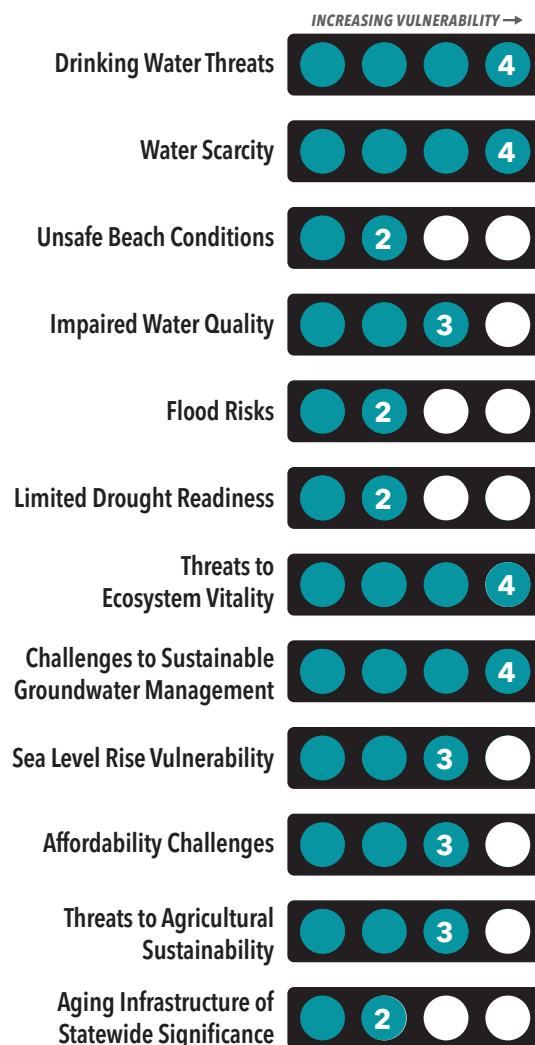 INCREASING VULNERABILITY →
Drinking Water Threats 4
Water Scarcity 4
Unsafe Beach Conditions 2
Impaired Water Quality 3
Flood Risks 2
Limited Drought Readiness 2
Threats to
Ecosystem Vitality 4
Challenges to Sustainable
Groundwater Management 4
Sea Level Rise Vulnerability 3
Affordability Challenges 3
Threats to Agricultural
Sustainability 3
Aging Infrastructure of
Statewide Significance 2